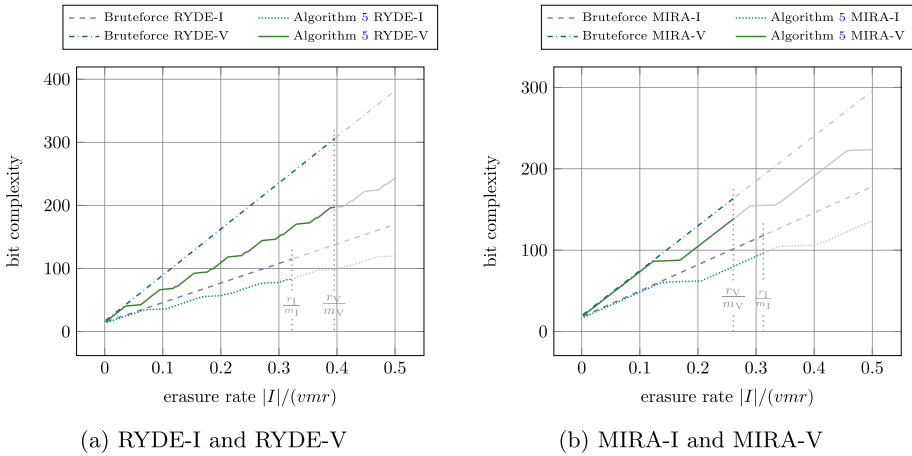 Bruteforce RYDE-I Algorithm 5 RYDE-I
Bruteforce RYDE-V Algorithm 5 RYDE-V
400
300
200
100
0
bit complexity
r_I/m_I
r_V/m_V
0 0.1 0.2 0.3 0.4 0.5
erasure rate |I|/(vmr)
(a) RYDE-I and RYDE-V
Bruteforce MIRA-I Algorithm 5 MIRA-I
Bruteforce MIRA-V Algorithm 5 MIRA-V
300
200
100
0
bit complexity
r_V/m_V
r_I/m_I
0 0.1 0.2 0.3 0.4 0.5
erasure rate |I|/(vmr)
(b) MIRA-I and MIRA-V